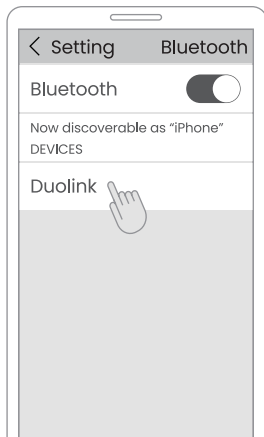 Setting Bluetooth
Bluetooth
Now discoverable as “iPhone”
DEVICES
Duolink